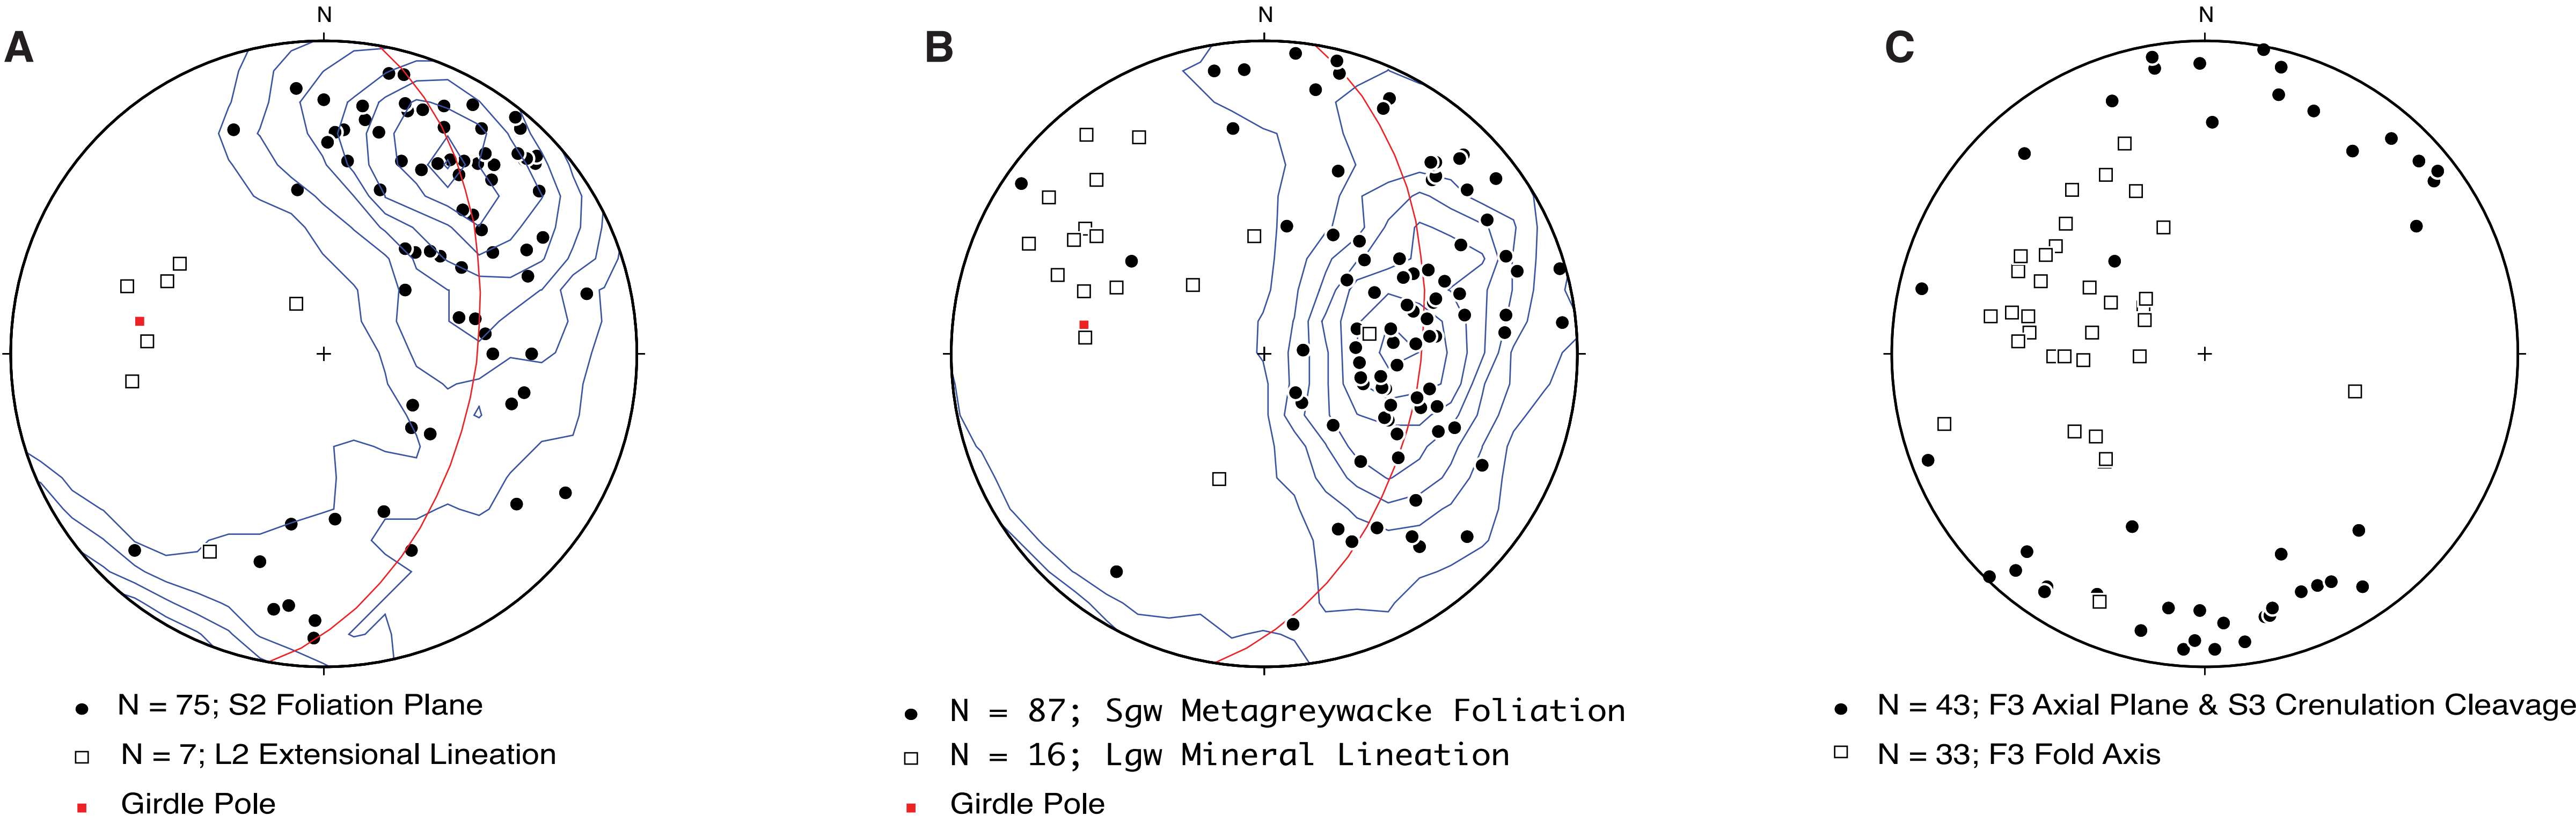 A
N
N = 75; S2 Foliation Plane
N = 7; L2 Extensional Lineation
Girdle Pole
B
N
N = 87; Sgw Metagreywacke Foliation
N = 16; Lgw Mineral Lineation
Girdle Pole
C
N
N = 43; F3 Axial Plane & S3 Crenulation Cleavage
N = 33; F3 Fold Axis